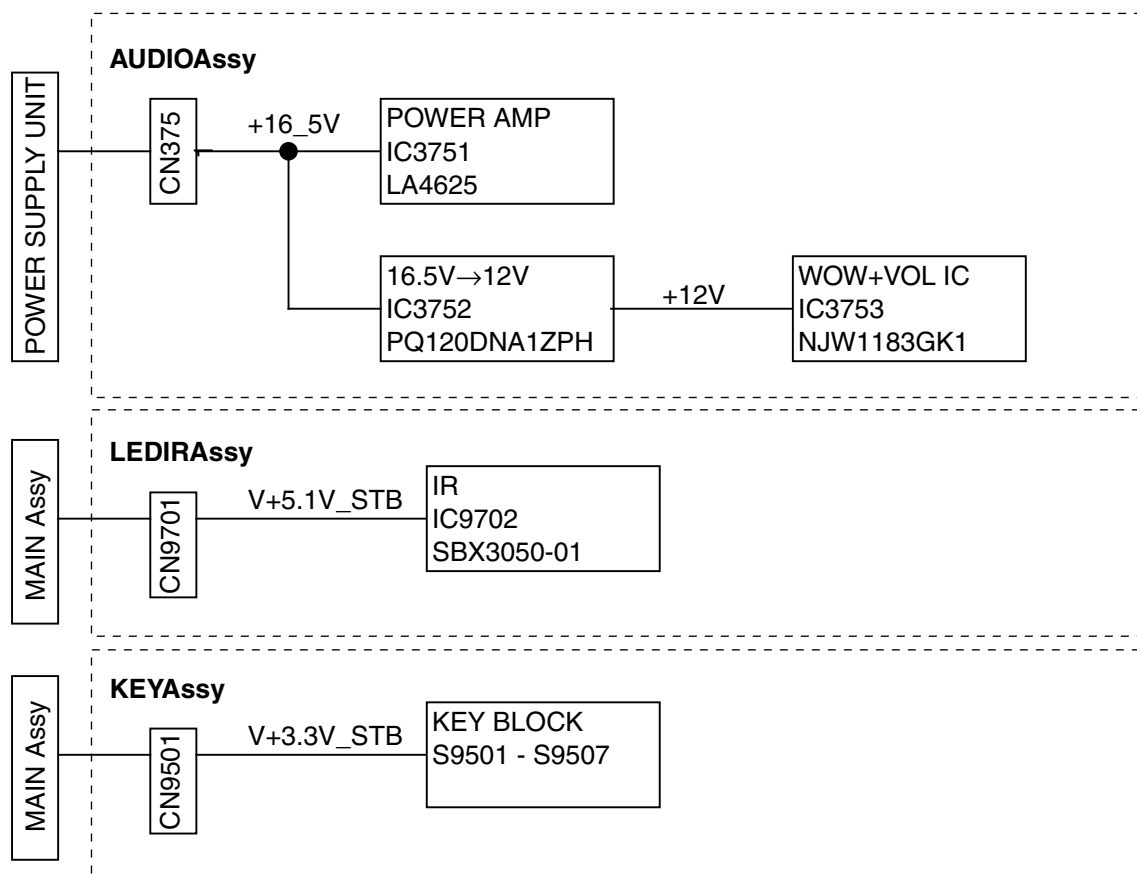 AUDIOAssy
POWER SUPPLY UNIT
CN375
+16_5V
POWER AMP
IC3751
LA4625
16.5V→12V
IC3752
PQ120DNA1ZPH
+12V
WOW+VOL IC
IC3753
NJW1183GK1
LEDIRAssy
MAIN Assy
CN9701
V+5.1V_STB
IR
IC9702
SBX3050-01
KEYAssy
MAIN Assy
CN9501
V+3.3V_STB
KEY BLOCK
S9501 - S9507